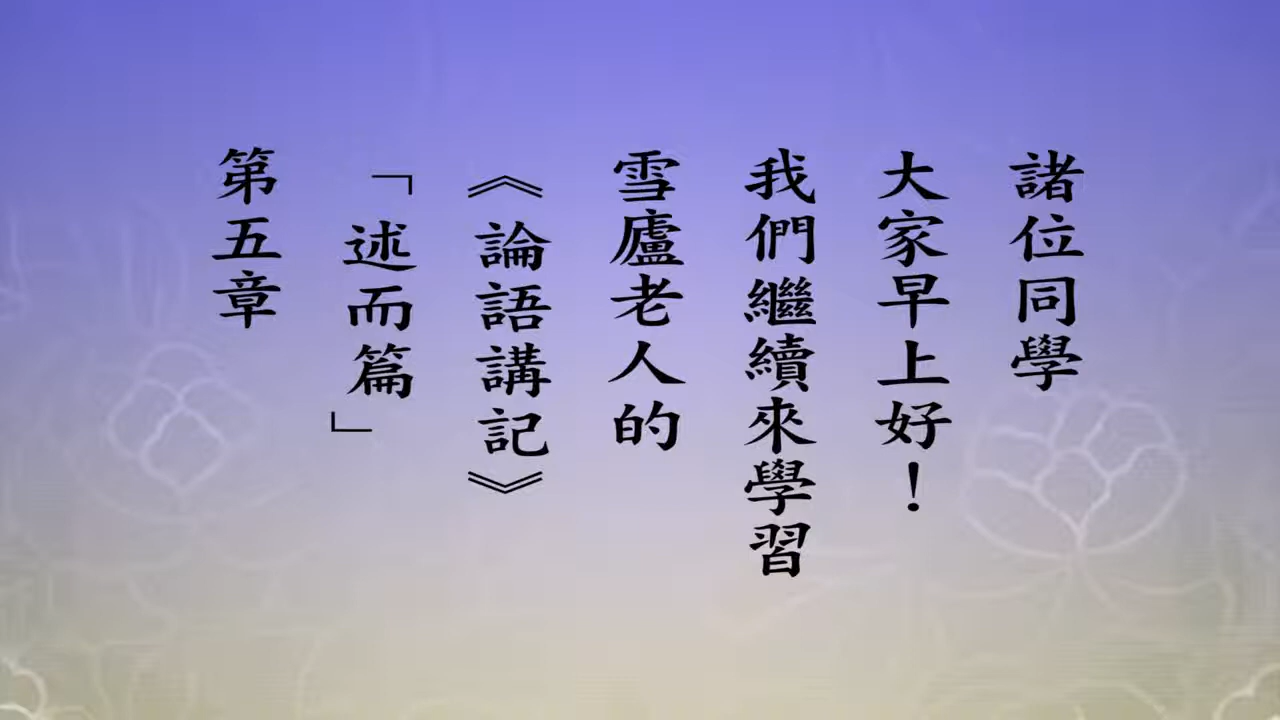 諸位同學
大家早上好！
我們繼續來學習
雪廬老人的
《論語講記》
「述而篇」
第五章